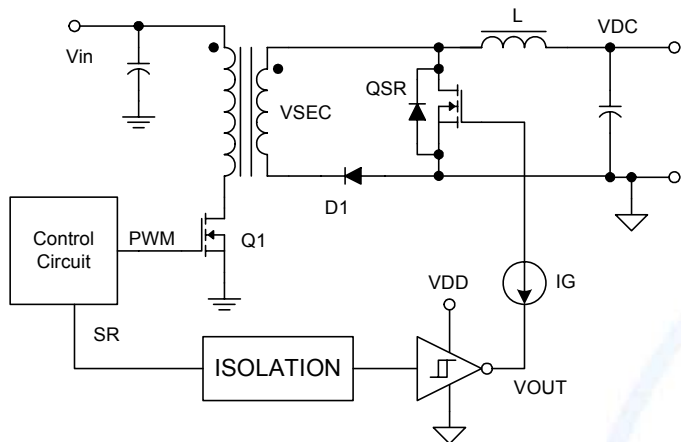 L
VDC
Vin
QSR
VSEC
D1
Control
Circuit
PWM
Q1
VDD
IG
SR
ISOLATION
VOUT